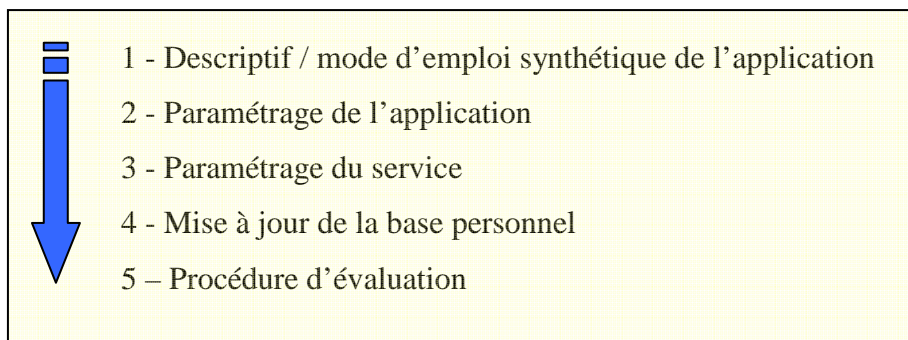 1 - Descriptif / mode d’emploi synthétique de l’application
2 - Paramétrage de l’application
3 - Paramétrage du service
4 - Mise à jour de la base personnel
5 – Procédure d’évaluation